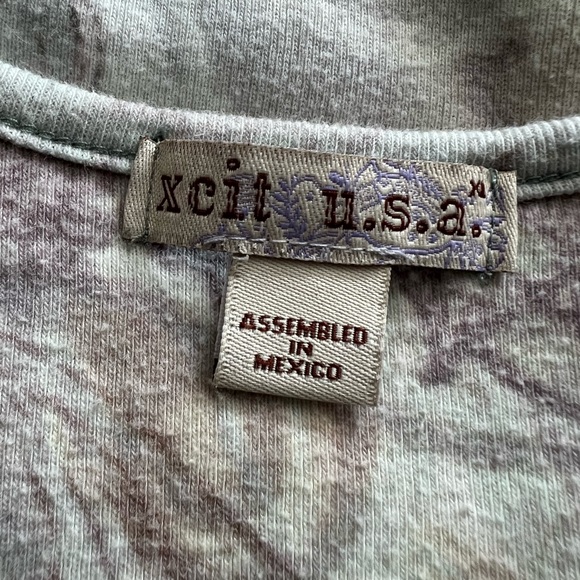 xcit u.s.a.
ASSEMBLED
IN
MEXICO